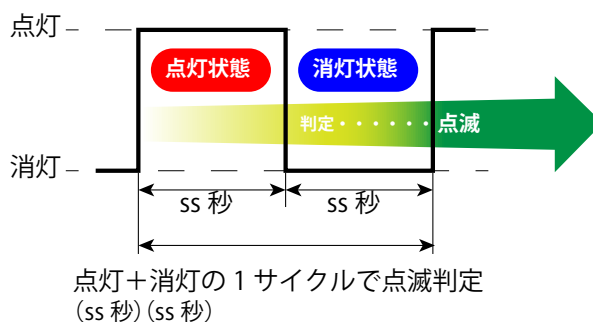 点灯
点灯状態 消灯状態
判定・・・・・・点滅
消灯
ss 秒 ss 秒
点灯＋消灯の 1 サイクルで点滅判定
（ss 秒）（ss 秒）